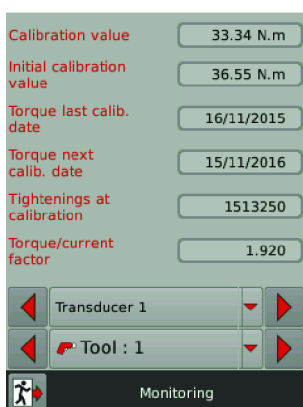 Calibration value
33.34 N.m
Initial calibration
value
36.55 N.m
Torque last calib.
date
16/11/2015
Torque next
calib. date
15/11/2016
Tightenings at
calibration
1513250
Torque/current
factor
1.920
Transducer 1
Tool : 1
Monitoring